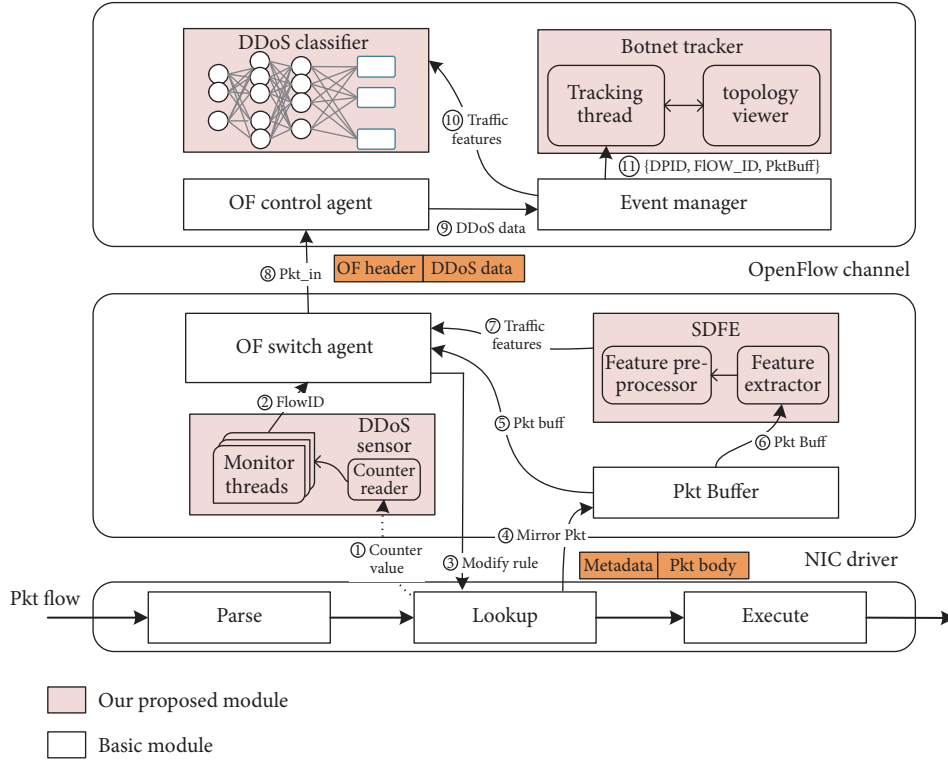 DDoS classifier
Botnet tracker
Tracking
thread
topology
viewer
⑩ Traffic
features
⑪ {DPID, FlOW_ID, PktBuff}
OF control agent
Event manager
⑨ DDoS data
⑧ Pkt_in
OF header
DDoS data
OpenFlow channel
OF switch agent
⑦ Traffic
features
SDFE
Feature pre-
processor
Feature
extractor
② FlowID
DDoS
sensor
Monitor
threads
Counter
reader
⑤ Pkt buff
⑥ Pkt Buff
Pkt Buffer
④ Mirror Pkt
① Counter
value
③ Modify rule
Metadata
Pkt body
NIC driver
Pkt flow
Parse
Lookup
Execute
Our proposed module
Basic module